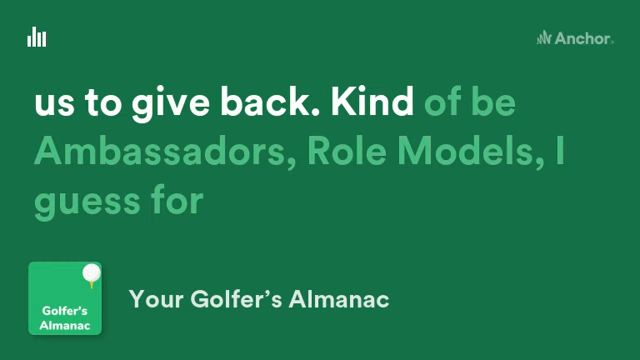 Anchor
us to give back. Kind of be
Ambassadors, Role Models, I
guess for
Golfer's
Almanac
Your Golfer's Almanac